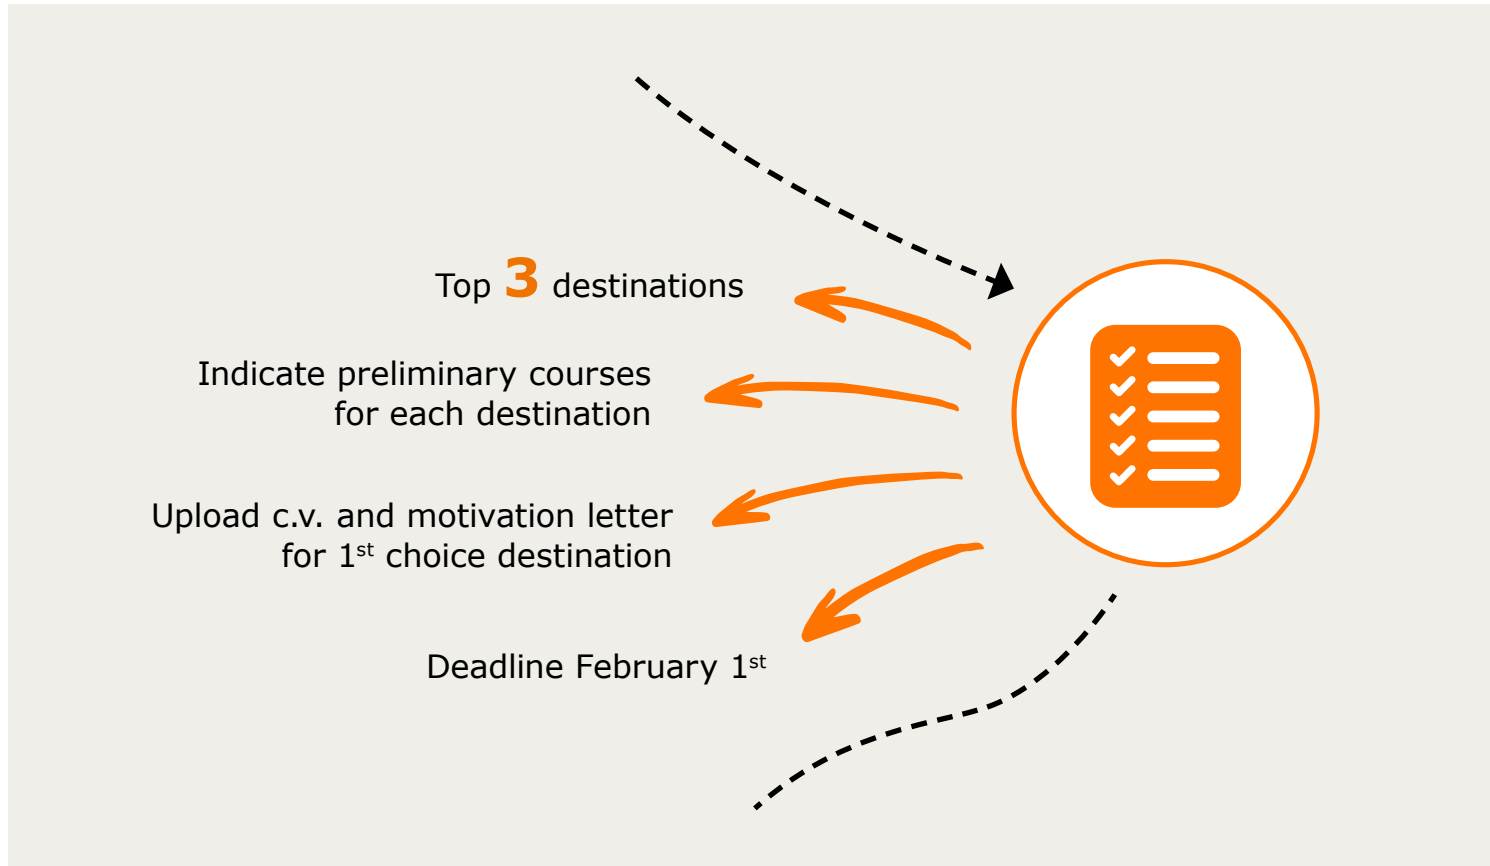 Top 3 destinations
Indicate preliminary courses
for each destination
Upload c.v. and motivation letter
for 1st choice destination
Deadline February 1st